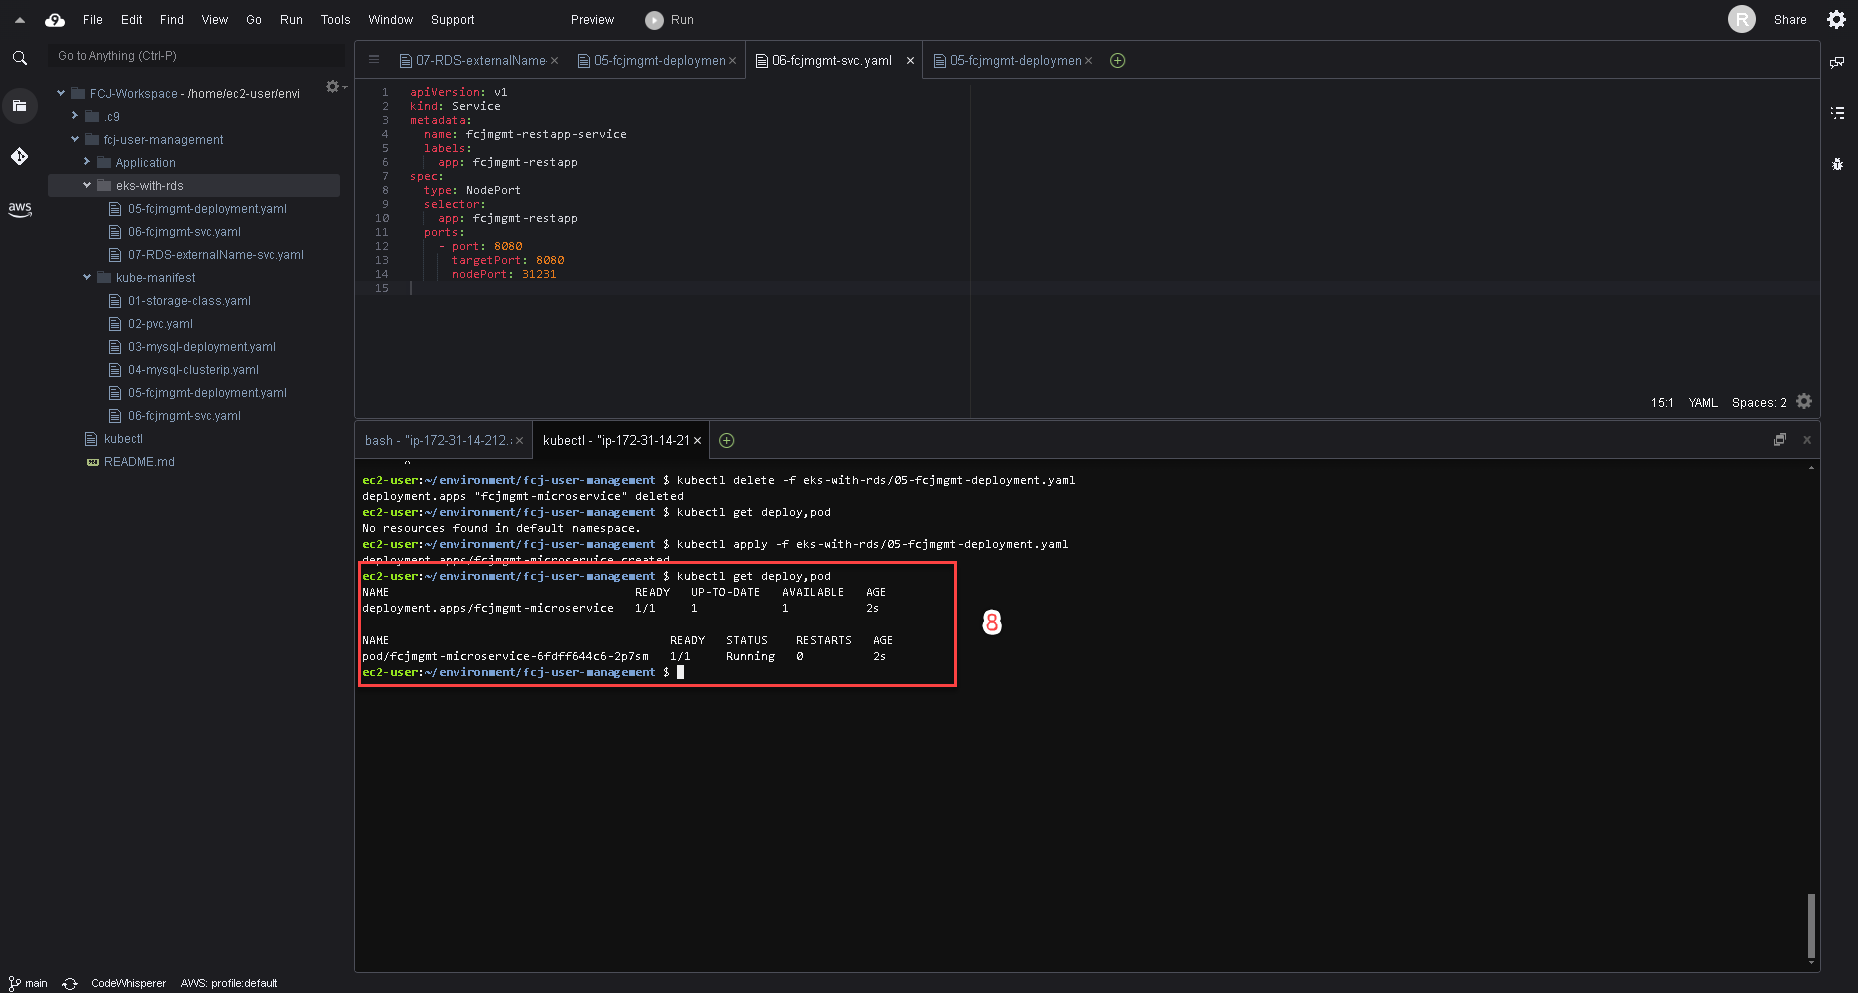 File Edit Find View Go Run Tools Window Support Preview Run R Share
Go to Anything (Ctrl-P)
07-RDS-externalName × 05-fcjmgmt-deploymen × 06-fcjmgmt-svc.yaml × 05-fcjmgmt-deploymen ×
FCJ-Workspace - /home/ec2-user/envi
.c9
fcj-user-management
Application
eks-with-rds
05-fcjmgmt-deployment.yaml
06-fcjmgmt-svc.yaml
07-RDS-externalName-svc.yaml
kube-manifest
01-storage-class.yaml
02-pvc.yaml
03-mysql-deployment.yaml
04-mysql-clusterip.yaml
05-fcjmgmt-deployment.yaml
06-fcjmgmt-svc.yaml
kubectl
README.md
aws
1 apiVersion: v1
2 kind: Service
3 metadata:
4 name: fcjmgmt-restapp-service
5 labels:
6 app: fcjmgmt-restapp
7 spec:
8 type: NodePort
9 selector:
10 app: fcjmgmt-restapp
11 ports:
12 - port: 8080
13 targetPort: 8080
14 nodePort: 31231
15
15:1 YAML Spaces: 2
bash - "ip-172-31-14-212.× kubectl - "ip-172-31-14-21 ×
ec2-user:~/environment/fcj-user-management $ kubectl delete -f eks-with-rds/05-fcjmgmt-deployment.yaml
deployment.apps "fcjmgmt-microservice" deleted
ec2-user:~/environment/fcj-user-management $ kubectl get deploy,pod
No resources found in default namespace.
ec2-user:~/environment/fcj-user-management $ kubectl apply -f eks-with-rds/05-fcjmgmt-deployment.yaml
deployment.apps/fcjmgmt-microservice created
ec2-user:~/environment/fcj-user-management $ kubectl get deploy,pod
NAME READY UP-TO-DATE AVAILABLE AGE
deployment.apps/fcjmgmt-microservice 1/1 1 1 2s
NAME READY STATUS RESTARTS AGE
pod/fcjmgmt-microservice-6fdff644c6-2p7sm 1/1 Running 0 2s
ec2-user:~/environment/fcj-user-management $
8
main CodeWhisperer AWS: profile:default